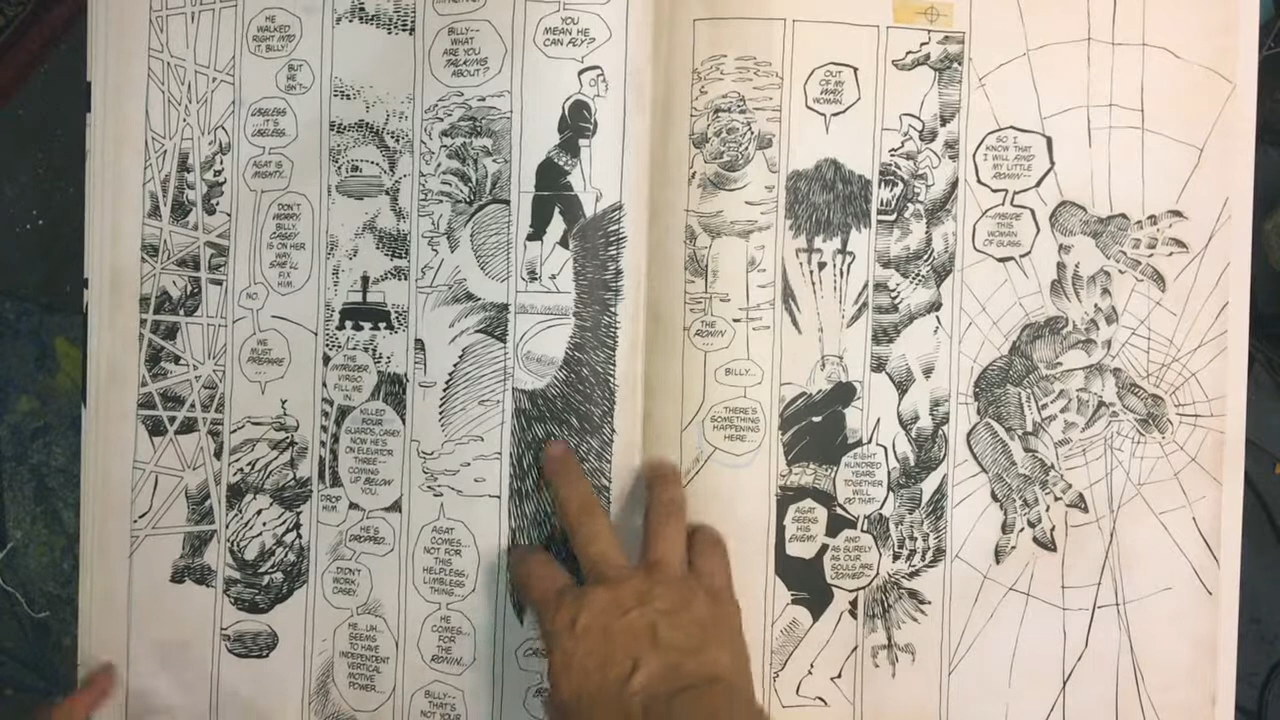 HE
WALKED
RIGHT INTO
IT, BILLY!
BUT
HE
ISN'T--
USELESS
...IT'S
USELESS...
AGAT IS
MIGHTY...
DON'T
WORRY,
BILLY.
CASEY
IS ON HER
WAY.
SHE'LL
FIX
HIM.
NO.
WE
MUST
PREPARE
...
THE
INTRUDER,
VIRGO.
FILL ME
IN.
KILLED
FOUR
GUARDS, CASEY.
NOW HE'S
ON ELEVATOR
THREE--
COMING
UP BELOW
YOU.
DROP
HIM.
HE'S
DROPPED...
...DIDN'T
WORK,
CASEY.
HE...UH...
SEEMS
TO HAVE
INDEPENDENT
VERTICAL
MOTIVE
POWER...
BILLY--
WHAT
ARE YOU
TALKING
ABOUT?
AGAT
COMES...
NOT FOR
THIS
HELPLESS,
LIMBLESS
THING...
HE
COMES...
FOR
THE
RONIN...
BILLY--
THAT'S
NOT YOUR
YOU
MEAN HE
CAN FLY?
THE
RONIN
...
BILLY...
...THERE'S
SOMETHING
HAPPENING
HERE...
OUT
OF MY
WAY,
WOMAN.
AGAT
SEEKS
HIS
ENEMY.
--EIGHT
HUNDRED
YEARS
TOGETHER
WILL
DO THAT--
AND
AS SURELY
AS OUR
SOULS ARE
JOINED--
SO I
KNOW THAT
I WILL FIND
MY LITTLE
RONIN--
--INSIDE
THIS
WOMAN
OF GLASS.